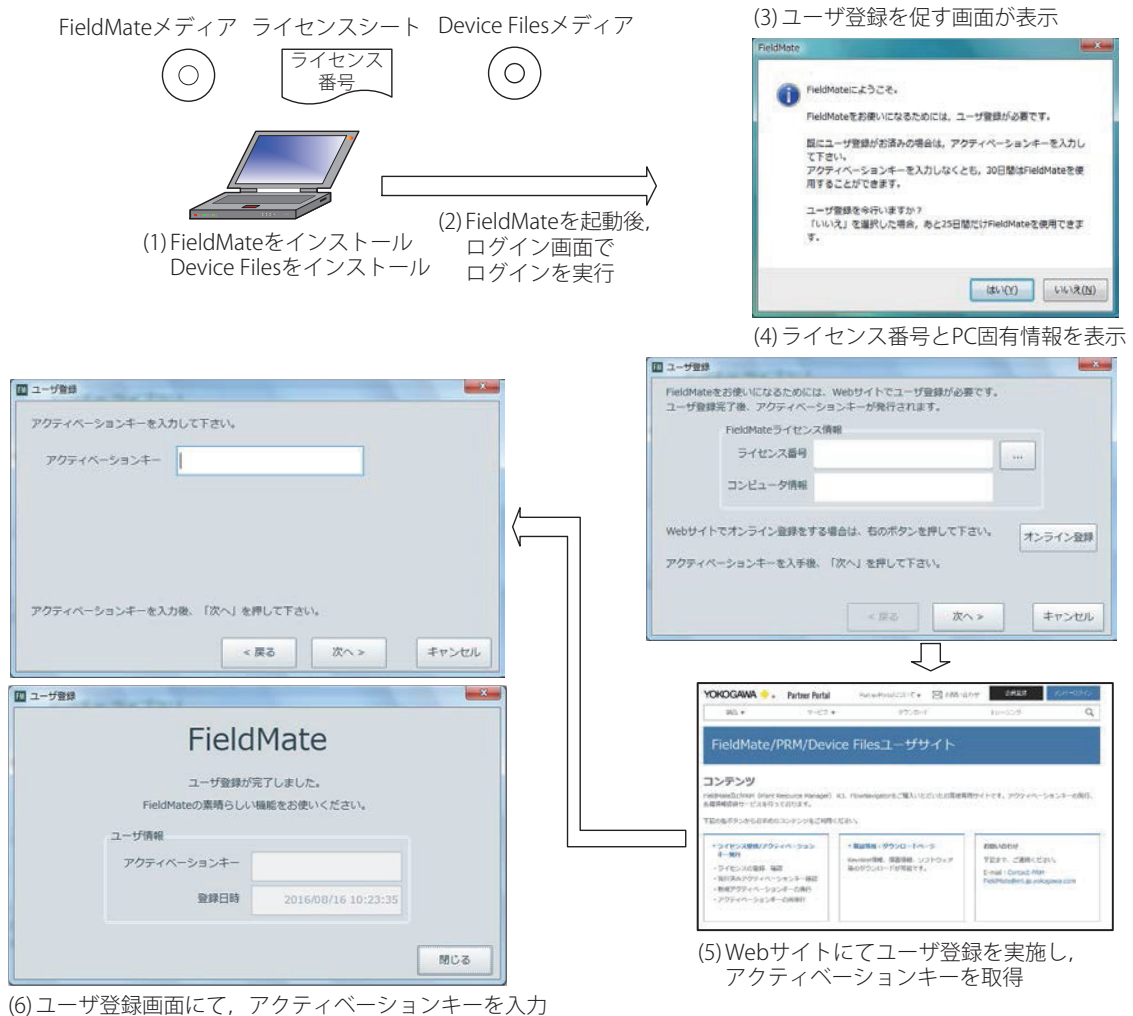 FieldMateメディア
ライセンスシート
Device Filesメディア
ライセンス
番号
(1) FieldMateをインストール
Device Filesをインストール
(2) FieldMateを起動後,
ログイン画面で
ログインを実行
(3) ユーザ登録を促す画面が表示
FieldMate
FieldMateにようこそ。
FieldMateをお使いになるためには、ユーザ登録が必要です。
既にユーザ登録がお済みの場合は、アクティベーションキーを入力し
て下さい。
アクティベーションキーを入力しなくとも、30日間はFieldMateを使
用することができます。
ユーザ登録を今行いますか？
「いいえ」を選択した場合、あと25日間だけFieldMateを使用できま
す。
はい(Y)
いいえ(N)
(4) ライセンス番号とPC固有情報を表示
ユーザ登録
FieldMateをお使いになるためには、Webサイトでユーザ登録が必要です。
ユーザ登録完了後、アクティベーションキーが発行されます。
FieldMateライセンス情報
ライセンス番号
...
コンピュータ情報
Webサイトでオンライン登録をする場合は、右のボタンを押して下さい。
オンライン登録
アクティベーションキーを入手後、「次へ」を押して下さい。
< 戻る
次へ >
キャンセル
YOKOGAWA
Partner Portal
FieldMate/PRM/Device Filesユーザサイト
コンテンツ
(5) Webサイトにてユーザ登録を実施し,
アクティベーションキーを取得
ユーザ登録
アクティベーションキーを入力して下さい。
アクティベーションキー
アクティベーションキーを入力後、「次へ」を押して下さい。
< 戻る
次へ >
キャンセル
ユーザ登録
FieldMate
ユーザ登録が完了しました。
FieldMateの素晴らしい機能をお使いください。
ユーザ情報
アクティベーションキー
登録日時
2016/08/16 10:23:35
閉じる
(6) ユーザ登録画面にて，アクティベーションキーを入力